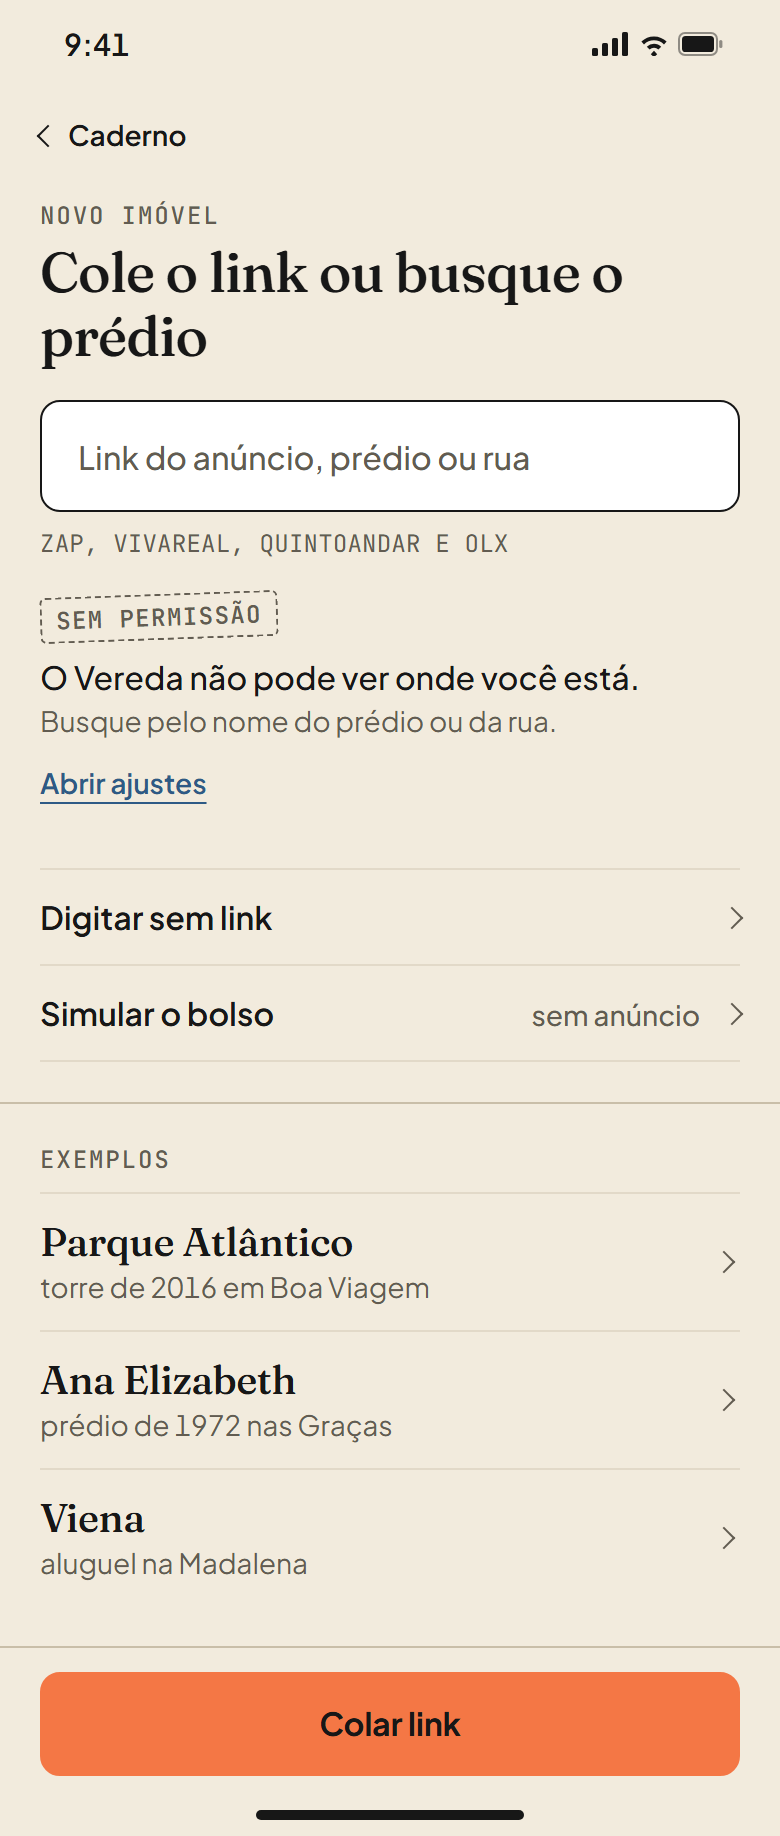 9:41
Caderno
NOVO IMÓVEL
Cole o link ou busque o
prédio
Link do anúncio, prédio ou rua
ZAP, VIVAREAL, QUINTOANDAR E OLX
SEM PERMISSÃO
O Vereda não pode ver onde você está.
Busque pelo nome do prédio ou da rua.
Abrir ajustes
Digitar sem link
Simular o bolso sem anúncio
EXEMPLOS
Parque Atlântico
torre de 2016 em Boa Viagem
Ana Elizabeth
prédio de 1972 nas Graças
Viena
aluguel na Madalena
Colar link